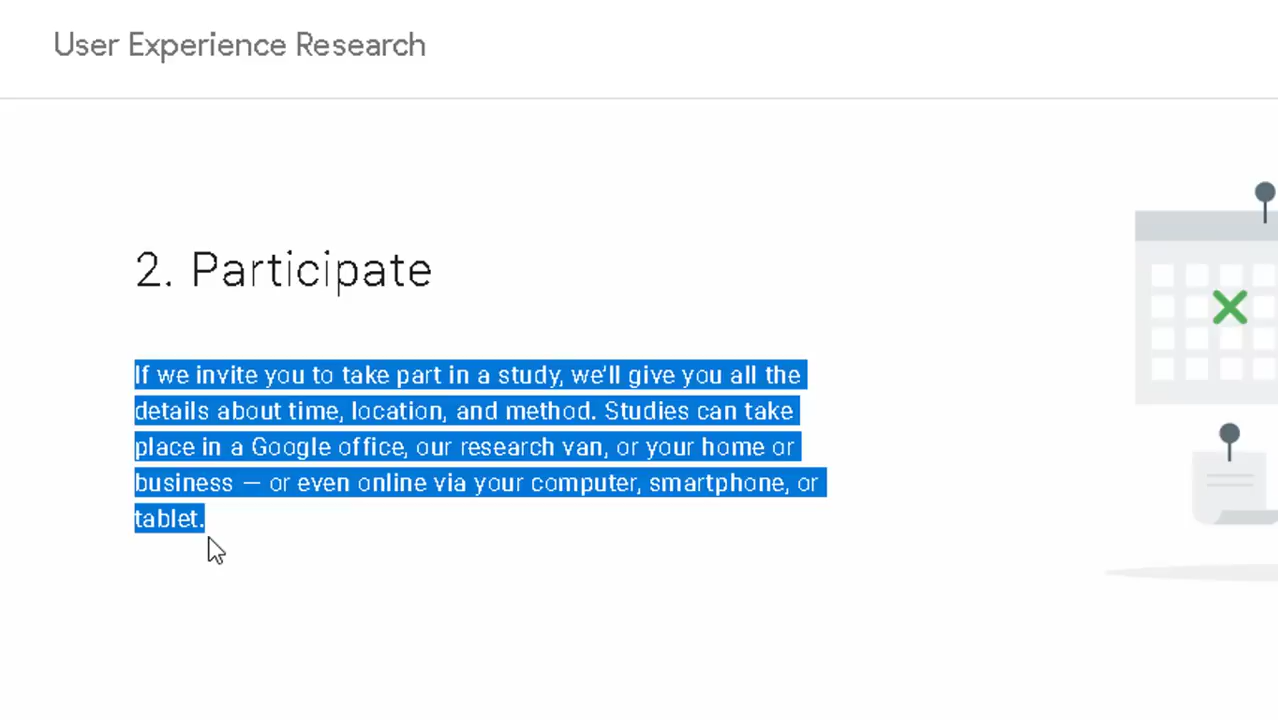 User Experience Research
2. Participate
If we invite you to take part in a study, we'll give you all the
details about time, location, and method. Studies can take
place in a Google office, our research van, or your home or
business — or even online via your computer, smartphone, or
tablet.